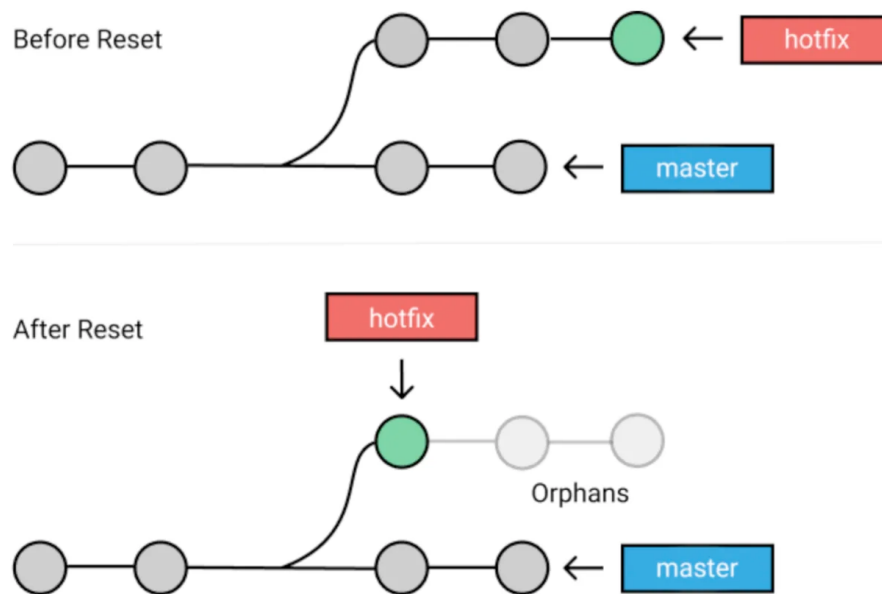 Before Reset
hotfix
master
After Reset
hotfix
Orphans
master